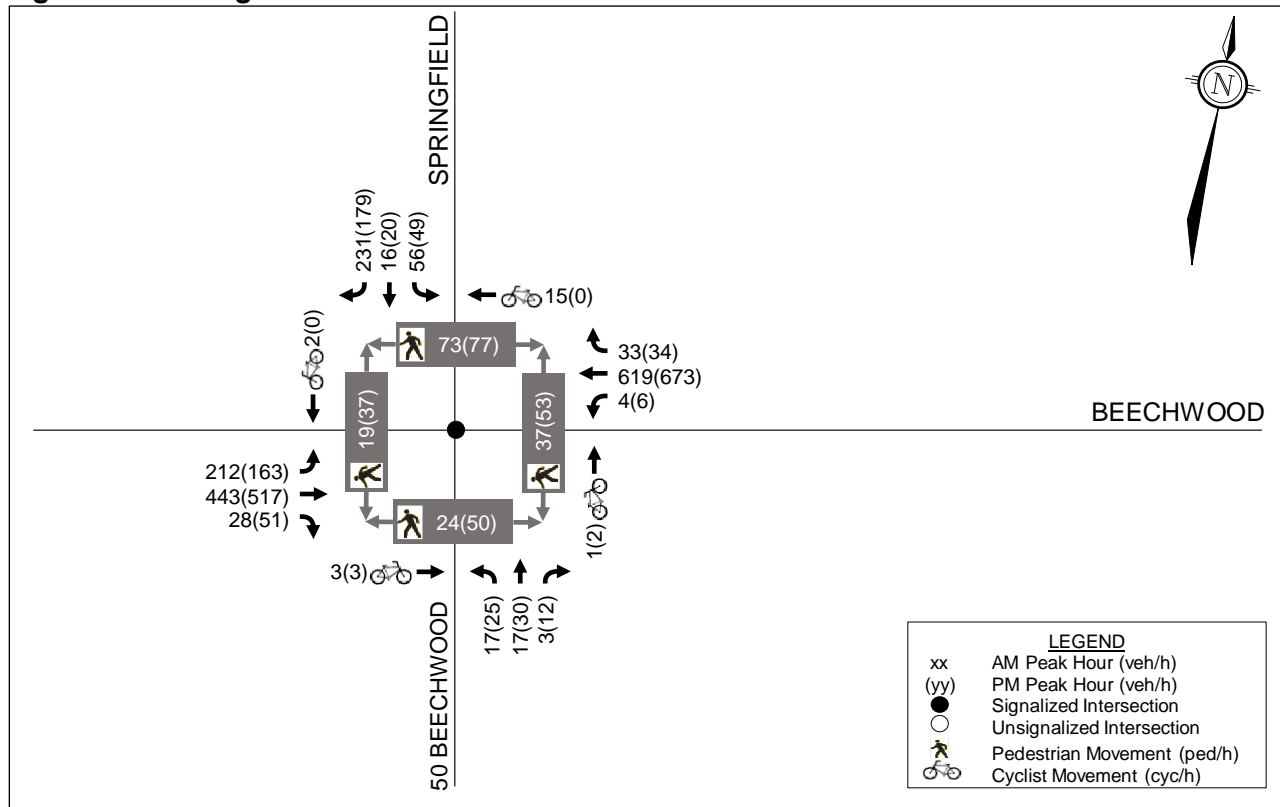 SPRINGFIELD
N
231(179)
16(20)
56(49)
15(0)
2(0)
73(77)
33(34)
619(673)
4(6)
19(37)
37(53)
BEECHWOOD
212(163)
443(517)
28(51)
24(50)
1(2)
3(3)
17(25)
17(30)
3(12)
50 BEECHWOOD
LEGEND
xx AM Peak Hour (veh/h)
(yy) PM Peak Hour (veh/h)
Signalized Intersection
Unsignalized Intersection
Pedestrian Movement (ped/h)
Cyclist Movement (cyc/h)